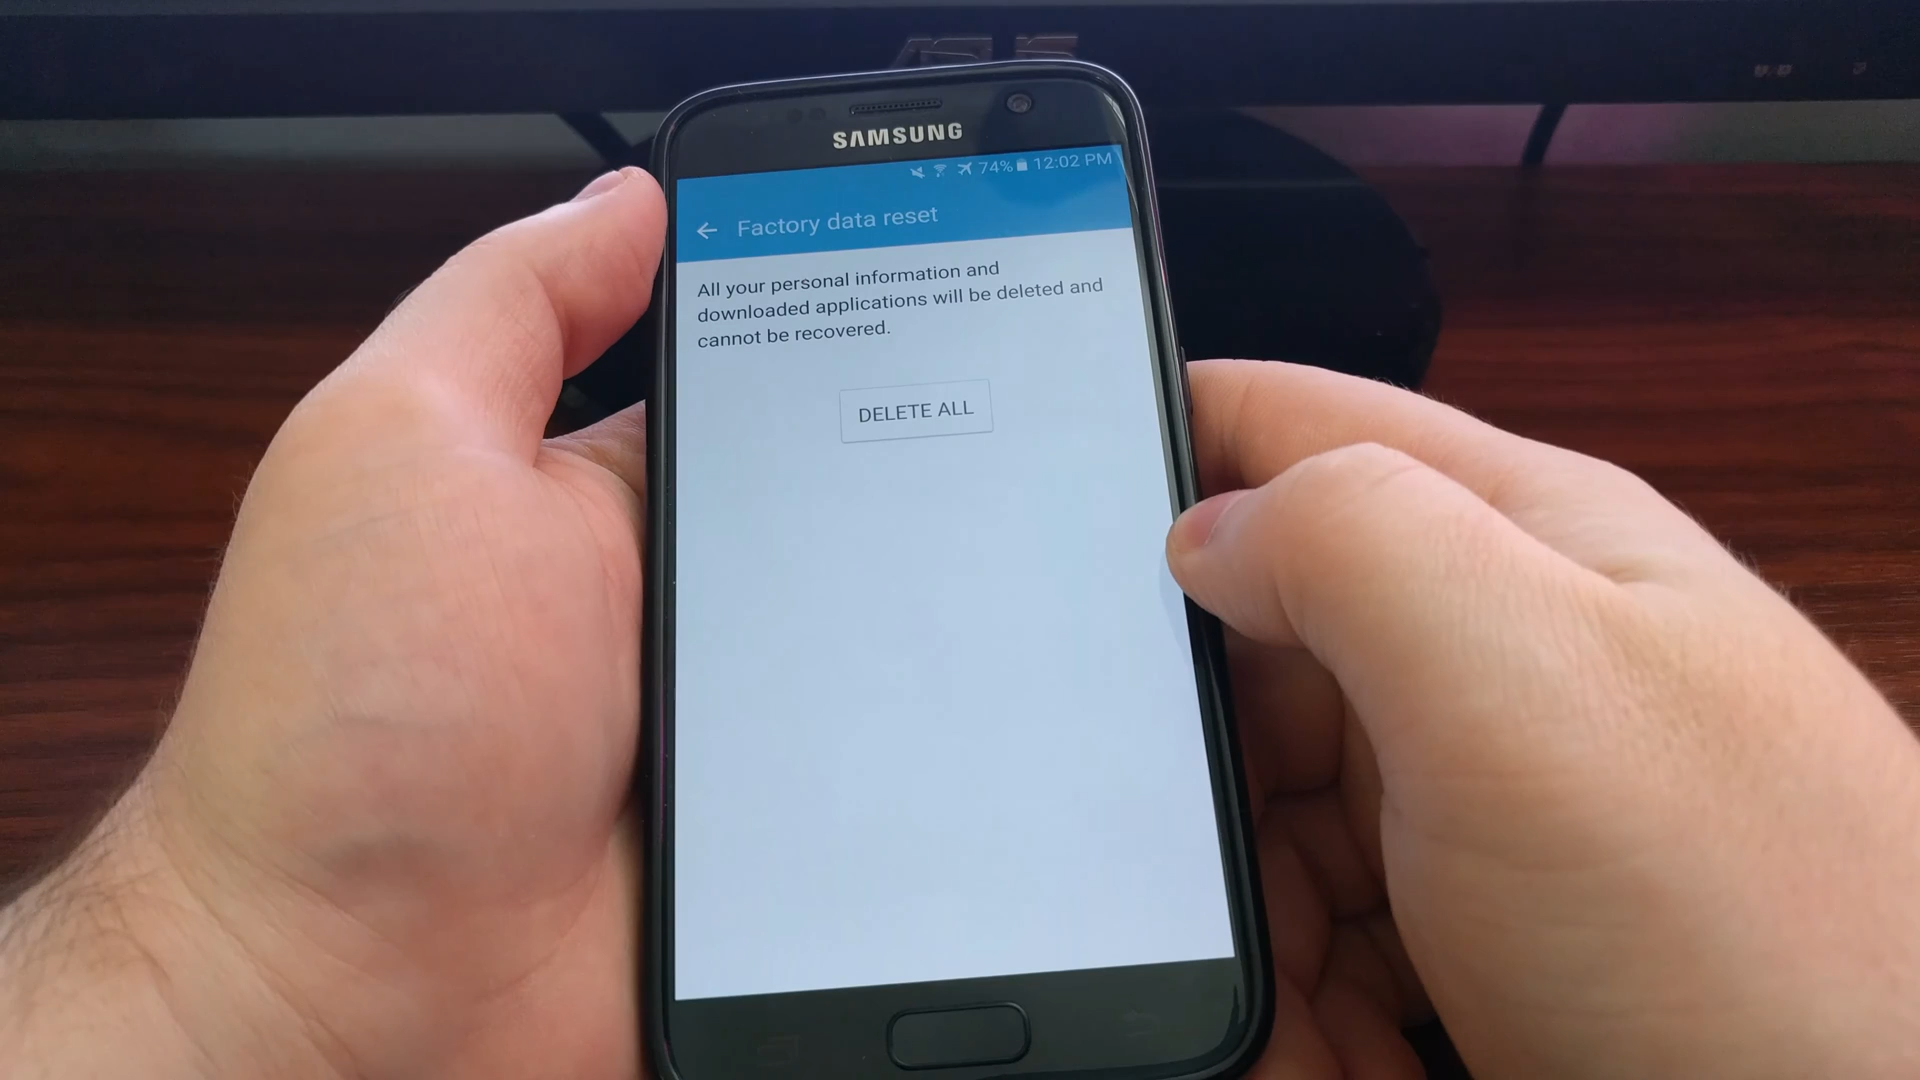 SAMSUNG
74% 12:02 PM
Factory data reset
All your personal information and
downloaded applications will be deleted and
cannot be recovered.
DELETE ALL